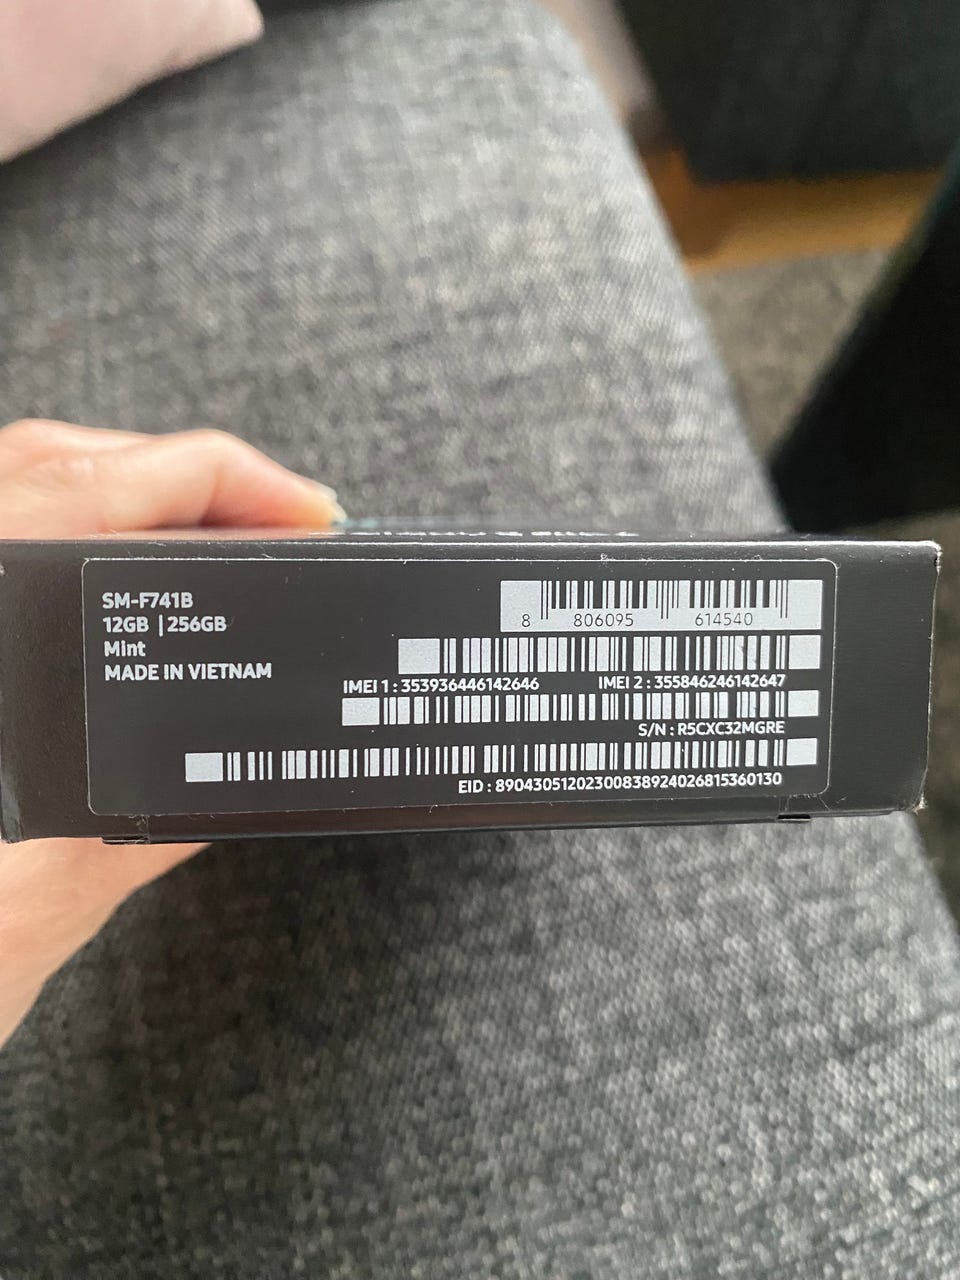 SM-F741B
12GB | 256GB
Mint
MADE IN VIETNAM
8 806095 614540
IMEI 1 : 353936446142646 IMEI 2 : 355846246142647
S/N : R5CXC32MGRE
EID : 89043051202300838924026815360130